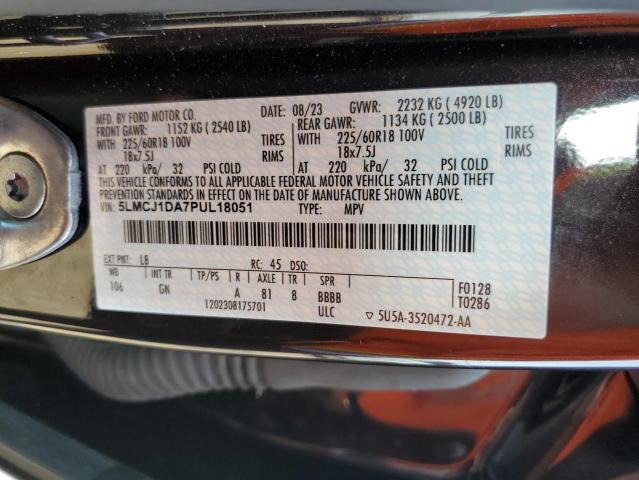 MFD. BY FORD MOTOR CO. DATE: 08/23 GVWR: 2232 KG ( 4920 LB)
FRONT GAWR: 1152 KG ( 2540 LB) REAR GAWR: 1134 KG ( 2500 LB)
WITH 225/60R18 100V TIRES WITH 225/60R18 100V TIRES
18x7.5J RIMS 18x7.5J RIMS
AT 220 kPa/ 32 PSI COLD AT 220 kPa/ 32 PSI COLD
THIS VEHICLE CONFORMS TO ALL APPLICABLE FEDERAL MOTOR VEHICLE SAFETY AND THEFT
PREVENTION STANDARDS IN EFFECT ON THE DATE OF MANUFACTURE SHOWN ABOVE.
VIN: 5LMCJ1DA7PUL18051 TYPE: MPV
EXT PNT: LB RC: 45 DSO:
WB INT TR TP/PS R AXLE TR SPR F0128
106 GN A 81 8 BBBB T0286
1202308175701 ULC ▽ 5U5A-3520472-AA